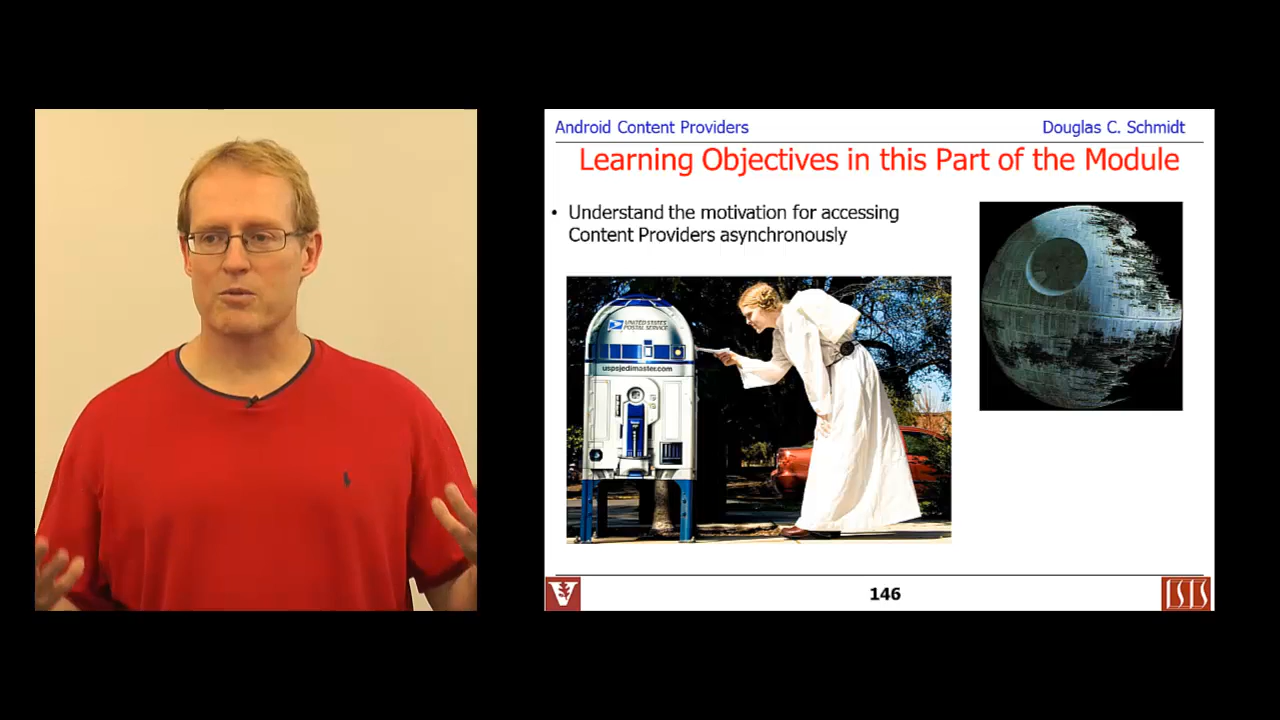 Android Content Providers
Douglas C. Schmidt
Learning Objectives in this Part of the Module
• Understand the motivation for accessing
Content Providers asynchronously
UNITED STATES
POSTAL SERVICE
uspsjedimaster.com
146
V
ISIS